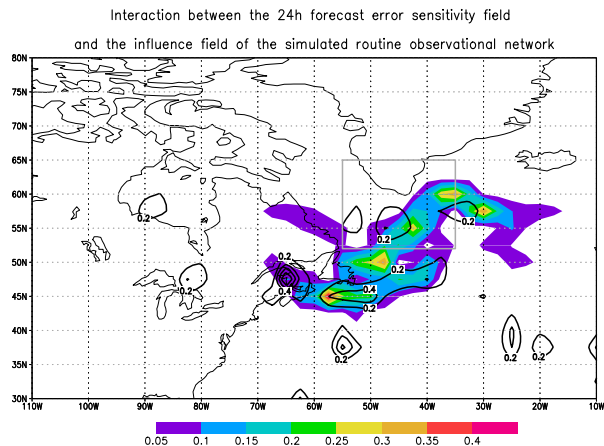 Interaction between the 24h forecast error sensitivity field
and the influence field of the simulated routine observational network
80N
75N
70N
65N
60N
0.2
0.2
0.2
55N
0.2
50N
0.2
0.2
0.4
0.4
45N
0.2
40N
0.2
0.2
0.2
35N
30N
110W 100W 90W 80W 70W 60W 50W 40W 30W 20W 10W
0.05 0.1 0.15 0.2 0.25 0.3 0.35 0.4